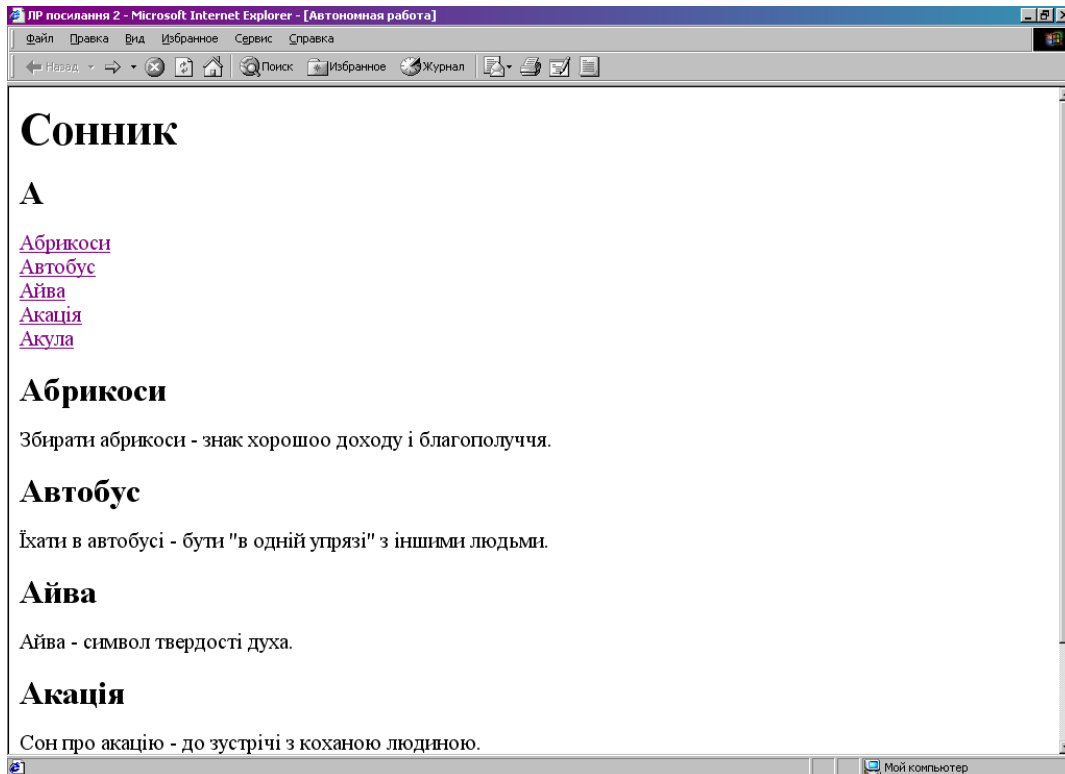 ЛР посилання 2 - Microsoft Internet Explorer - [Автономная работа]
Файл Правка Вид Избранное Сервис Справка
Назад Поиск Избранное Журнал
Сонник
А
Абрикоси
Автобус
Айва
Акація
Акула
Абрикоси
Збирати абрикоси - знак хорошоо доходу і благополуччя.
Автобус
Їхати в автобусі - бути "в одній упрязі" з іншими людьми.
Айва
Айва - символ твердості духа.
Акація
Сон про акацію - до зустрічі з коханою людиною.
Мой компьютер